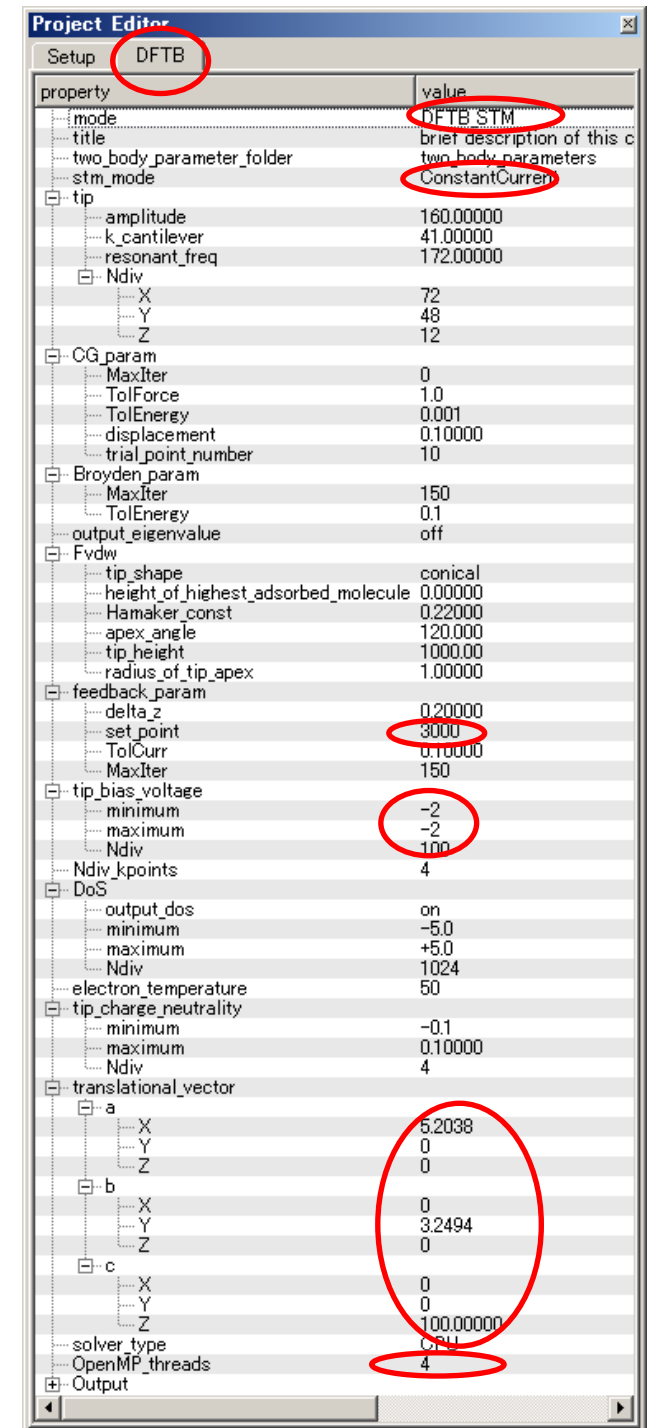 Project Editor
Setup DFTB
property value
mode DFTB_STM
title brief description of this c
two_body_parameter_folder two_body_parameters
stm_mode ConstantCurrent
tip
amplitude 160.00000
k_cantilever 41.00000
resonant_freq 172.00000
Ndiv
X 72
Y 48
Z 12
CG_param
MaxIter 0
TolForce 1.0
TolEnergy 0.001
displacement 0.10000
trial_point_number 10
Broyden_param
MaxIter 150
TolEnergy 0.1
output_eigenvalue off
Fvdw
tip_shape conical
height_of_highest_adsorbed_molecule 0.00000
Hamaker_const 0.22000
apex_angle 120.000
tip_height 1000.00
radius_of_tip_apex 1.00000
feedback_param
delta_z 0.20000
set_point 3000
TolCurr 0.10000
MaxIter 150
tip_bias_voltage
minimum -2
maximum -2
Ndiv 100
Ndiv_kpoints 4
DoS
output_dos on
minimum -5.0
maximum +5.0
Ndiv 1024
electron_temperature 50
tip_charge_neutrality
minimum -0.1
maximum 0.10000
Ndiv 4
translational_vector
a
X 5.2038
Y 0
Z 0
b
X 0
Y 3.2494
Z 0
c
X 0
Y 0
Z 100.00000
solver_type CPU
OpenMP_threads 4
Output